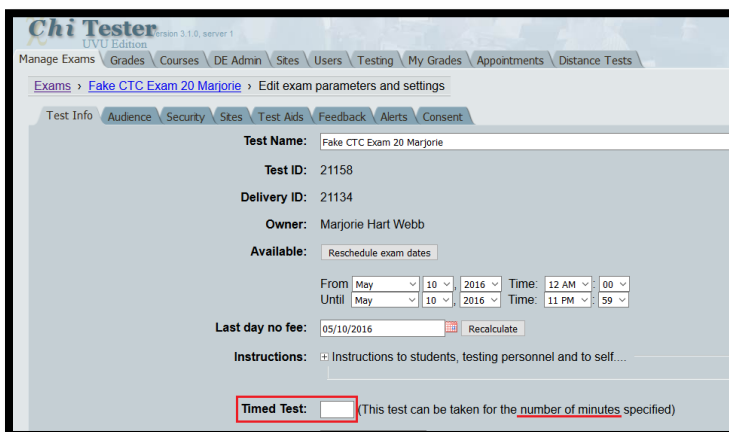 Chi Tester version 3.1.0, server 1
UVU Edition
Manage Exams Grades Courses DE Admin Sites Users Testing My Grades Appointments Distance Tests
Exams › Fake CTC Exam 20 Marjorie › Edit exam parameters and settings
Test Info Audience Security Sites Test Aids Feedback Alerts Consent
Test Name: Fake CTC Exam 20 Marjorie
Test ID: 21158
Delivery ID: 21134
Owner: Marjorie Hart Webb
Available: Reschedule exam dates
From May 10 , 2016 Time: 12 AM : 00
Until May 10 , 2016 Time: 11 PM : 59
Last day no fee: 05/10/2016 Recalculate
Instructions: Instructions to students, testing personnel and to self....
Timed Test: (This test can be taken for the number of minutes specified)